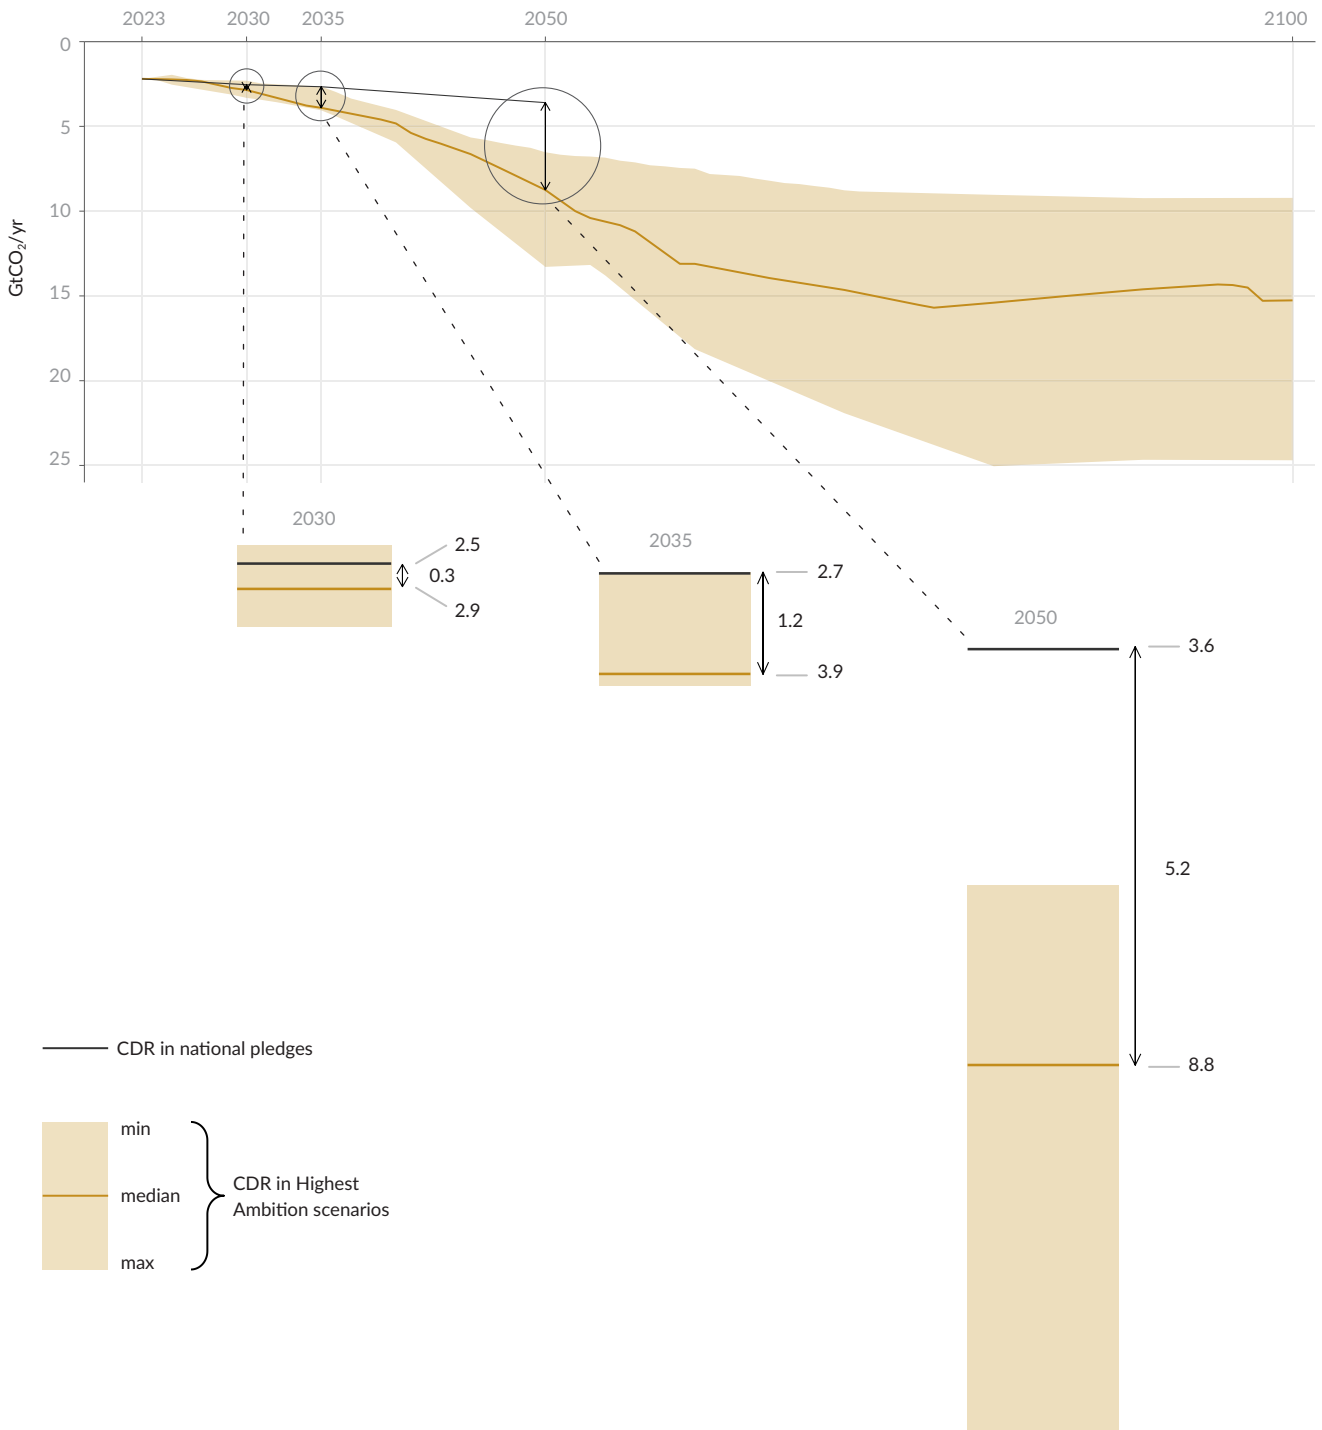 2023 2030 2035 2050 2100
0
5
10
15
20
25
GtCO₂/yr
2030
2.5
0.3
2.9
2035
2.7
1.2
3.9
2050
3.6
5.2
8.8
CDR in national pledges
min
median
max
CDR in Highest
Ambition scenarios